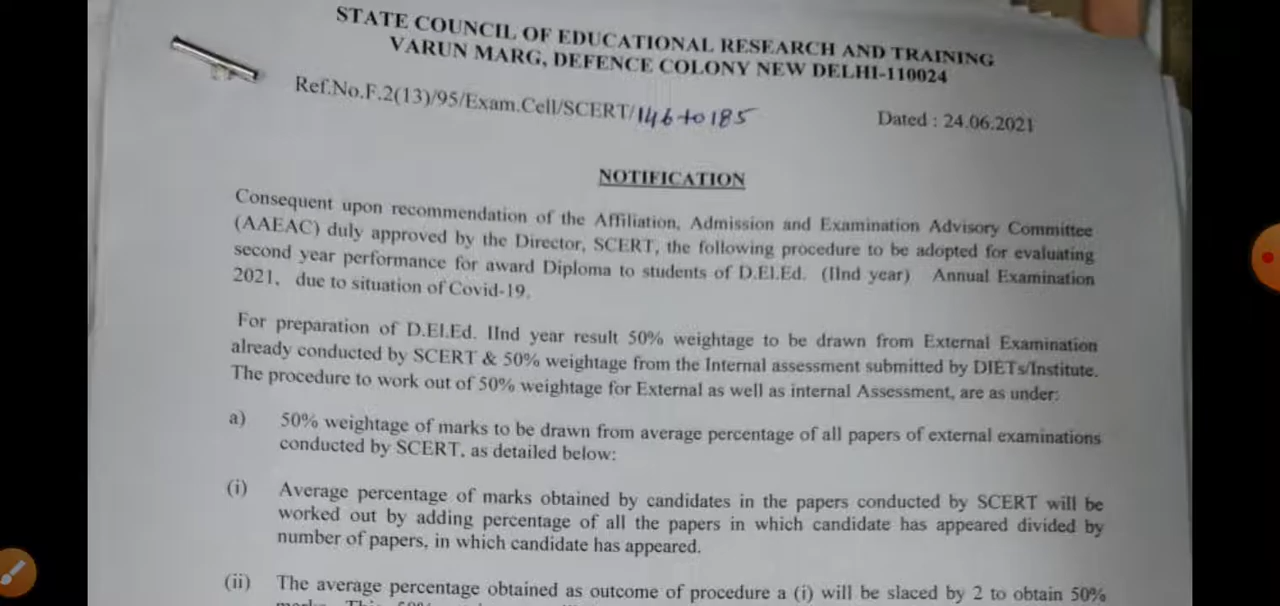 STATE COUNCIL OF EDUCATIONAL RESEARCH AND TRAINING
VARUN MARG, DEFENCE COLONY NEW DELHI-110024
Ref.No.F.2(13)/95/Exam.Cell/SCERT/146 to 185
Dated : 24.06.2021
NOTIFICATION
Consequent upon recommendation of the Affiliation, Admission and Examination Advisory Committee
(AAEAC) duly approved by the Director, SCERT, the following procedure to be adopted for evaluating
second year performance for award Diploma to students of D.El.Ed. (IInd year) Annual Examination
2021, due to situation of Covid-19.
For preparation of D.El.Ed. IInd year result 50% weightage to be drawn from External Examination
already conducted by SCERT & 50% weightage from the Internal assessment submitted by DIETs/Institute.
The procedure to work out of 50% weightage for External as well as internal Assessment, are as under:
a) 50% weightage of marks to be drawn from average percentage of all papers of external examinations
conducted by SCERT, as detailed below:
(i) Average percentage of marks obtained by candidates in the papers conducted by SCERT will be
worked out by adding percentage of all the papers in which candidate has appeared divided by
number of papers, in which candidate has appeared.
(ii) The average percentage obtained as outcome of procedure a (i) will be slaced by 2 to obtain 50%